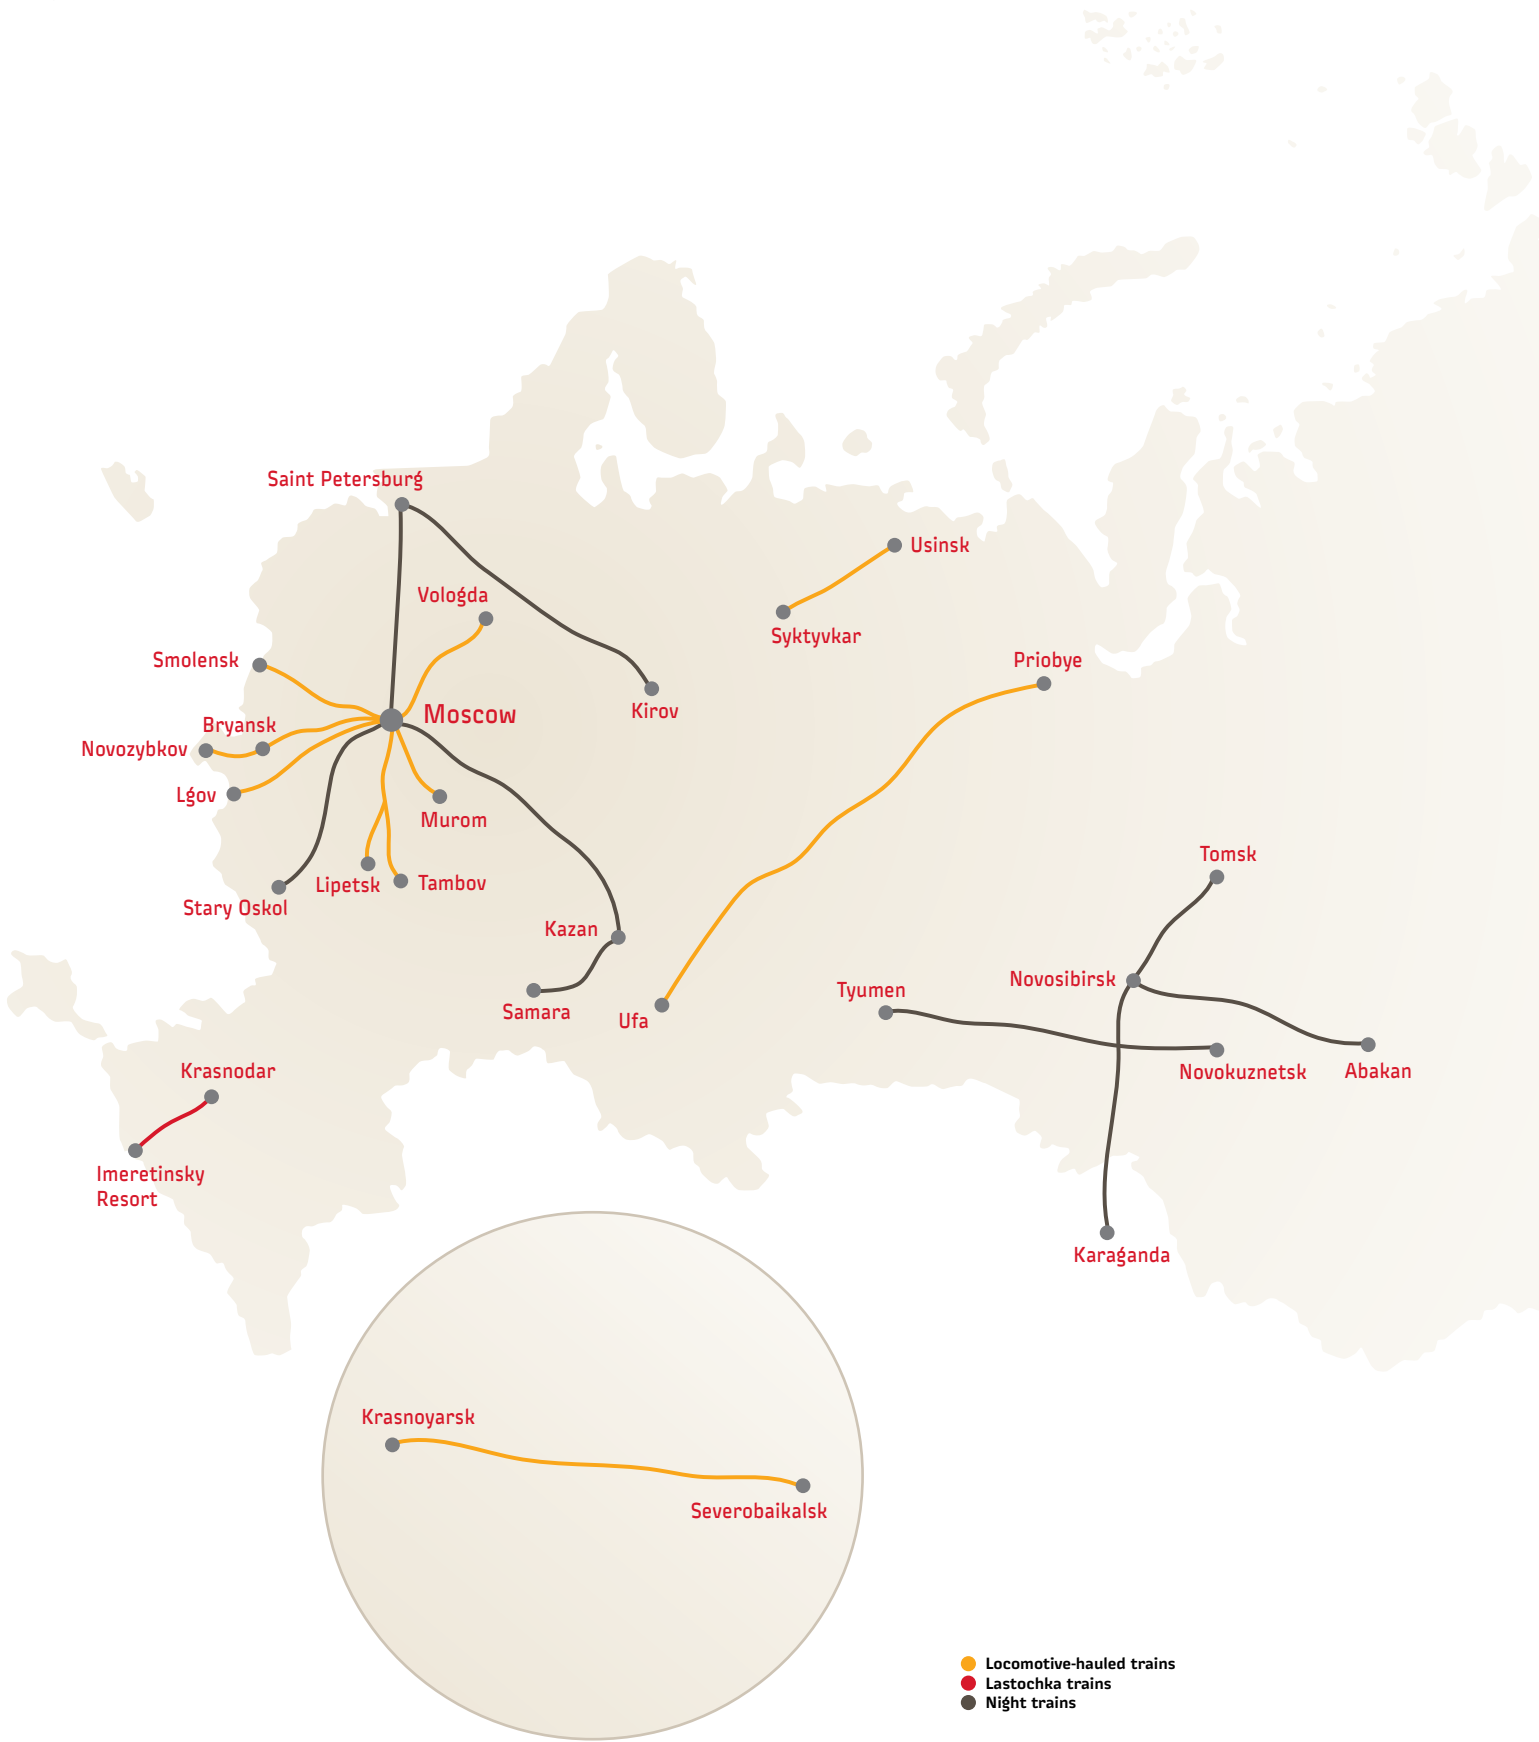 Saint Petersburg
Usinsk
Vologda
Syktyvkar
Smolensk
Priobye
Kirov
Moscow
Bryansk
Novozybkov
Lgov
Murom
Tomsk
Lipetsk
Tambov
Stary Oskol
Kazan
Novosibirsk
Tyumen
Samara
Ufa
Krasnodar
Novokuznetsk
Abakan
Imeretinsky
Resort
Karaganda
Krasnoyarsk
Severobaikalsk
Locomotive-hauled trains
Lastochka trains
Night trains